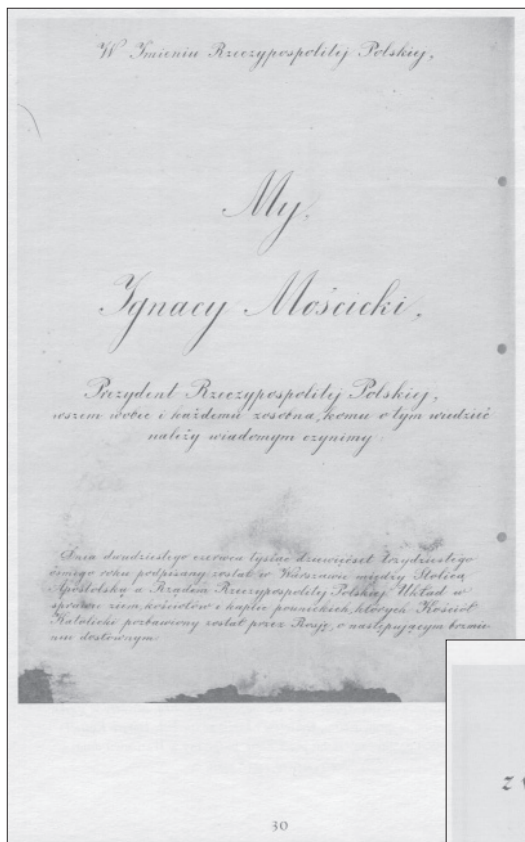 W Imieniu Rzeczypospolitej Polskiej,
My,
Ignacy Mościcki,
Prezydent Rzeczypospolitej Polskiej,
wszem wobec i każdemu zosobna, komu o tym wiedzieć
należy wiadomym czynimy:
Dnia dwudziestego czerwca tysiąc dziewięćset trzydziestego
ósmego roku podpisany został w Warszawie między Stolicą
Apostolską a Rządem Rzeczypospolitej Polskiej Układ w
sprawie ziem, kościołów i kaplic pounickich, których Kościół
Katolicki pozbawiony został przez Rosję, o następującym brzmie
niu dosłownym
30
z